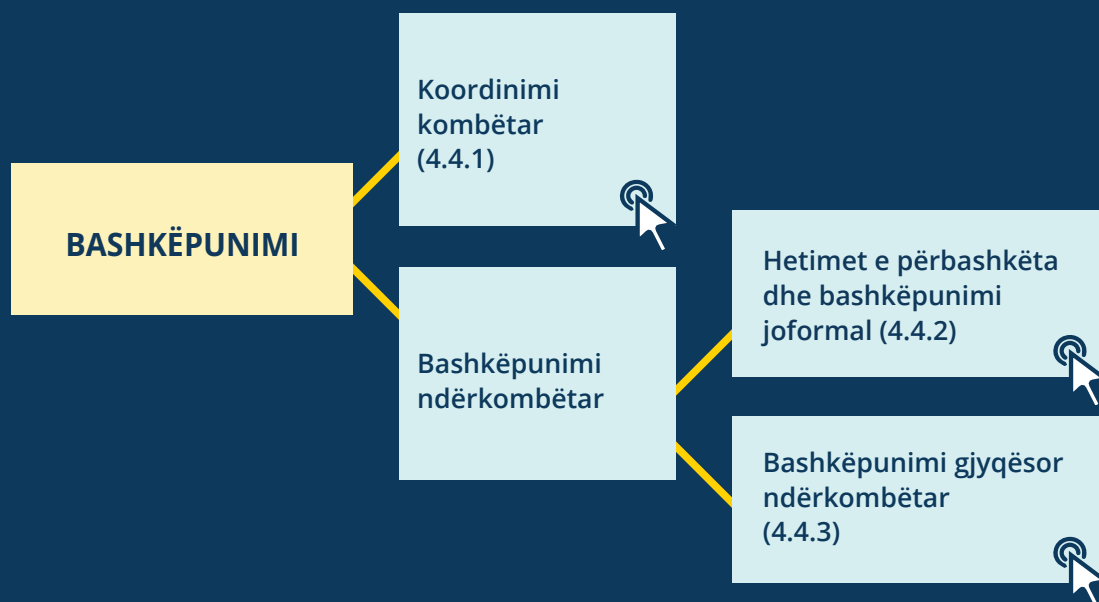 BASHKËPUNIMI
Koordinimi
kombëtar
(4.4.1)
Bashkëpunimi
ndërkombëtar
Hetimet e përbashkëta
dhe bashkëpunimi
joformal (4.4.2)
Bashkëpunimi gjyqësor
ndërkombëtar
(4.4.3)